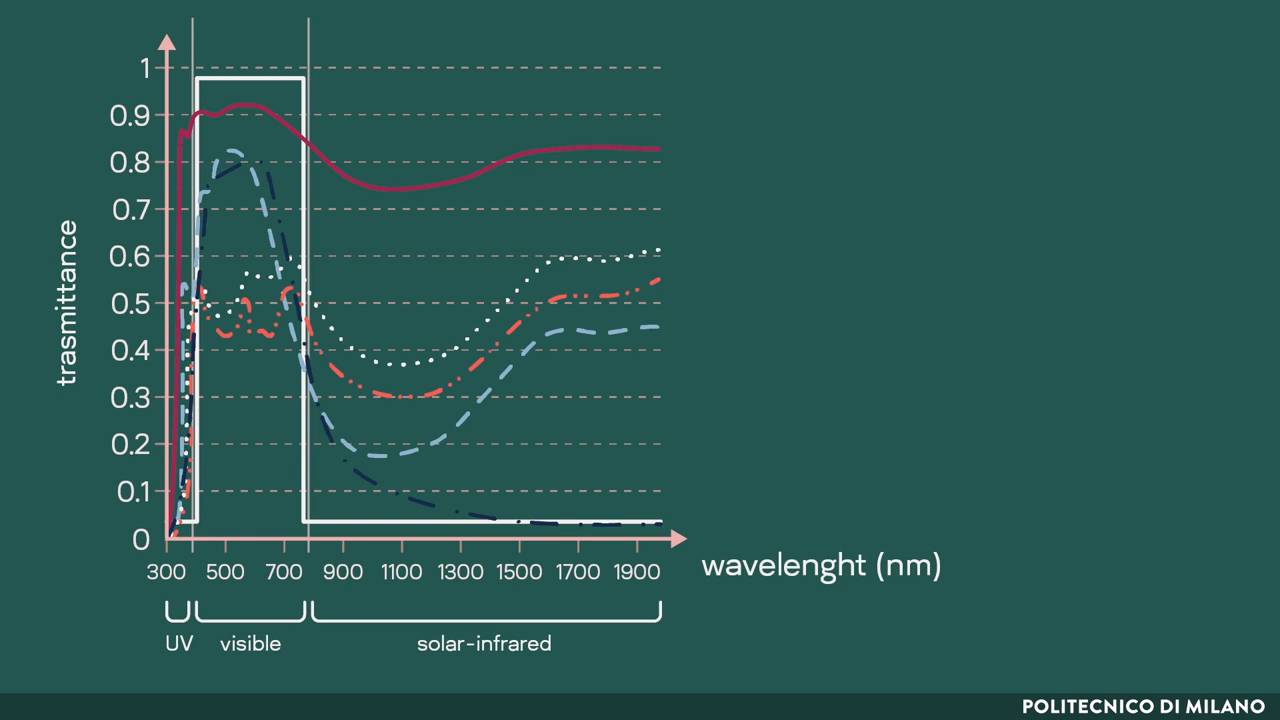 1
0.9
0.8
0.7
0.6
0.5
0.4
0.3
0.2
0.1
0
trasmittance
300 500 700 900 1100 1300 1500 1700 1900
wavelenght (nm)
UV visible solar-infrared
POLITECNICO DI MILANO